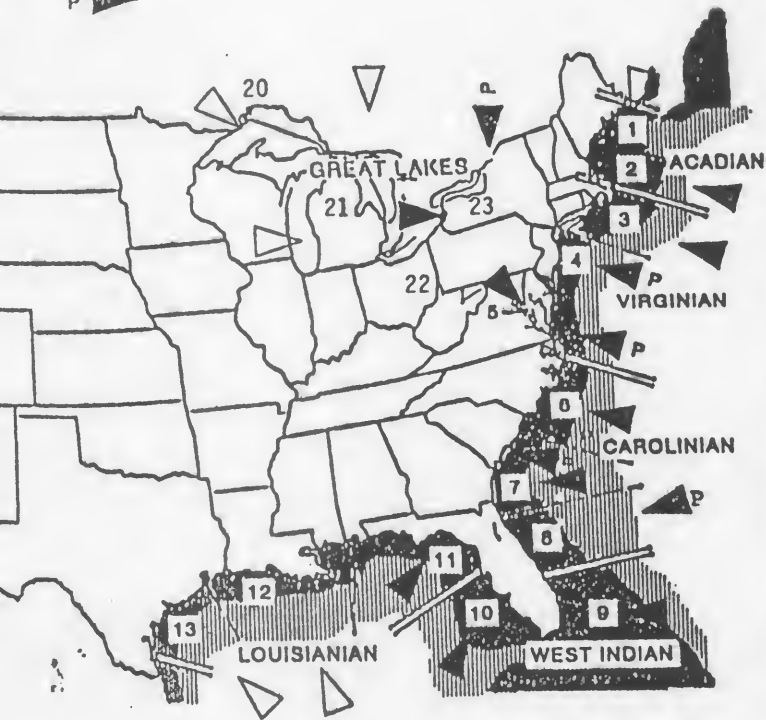 P
20
P
1
GREAT LAKES
2
ACADIAN
21
23
3
4
22
P
VIRGINIAN
5
P
6
CAROLINIAN
7
P
8
11
12
10
9
13
LOUISIANIAN
WEST INDIAN